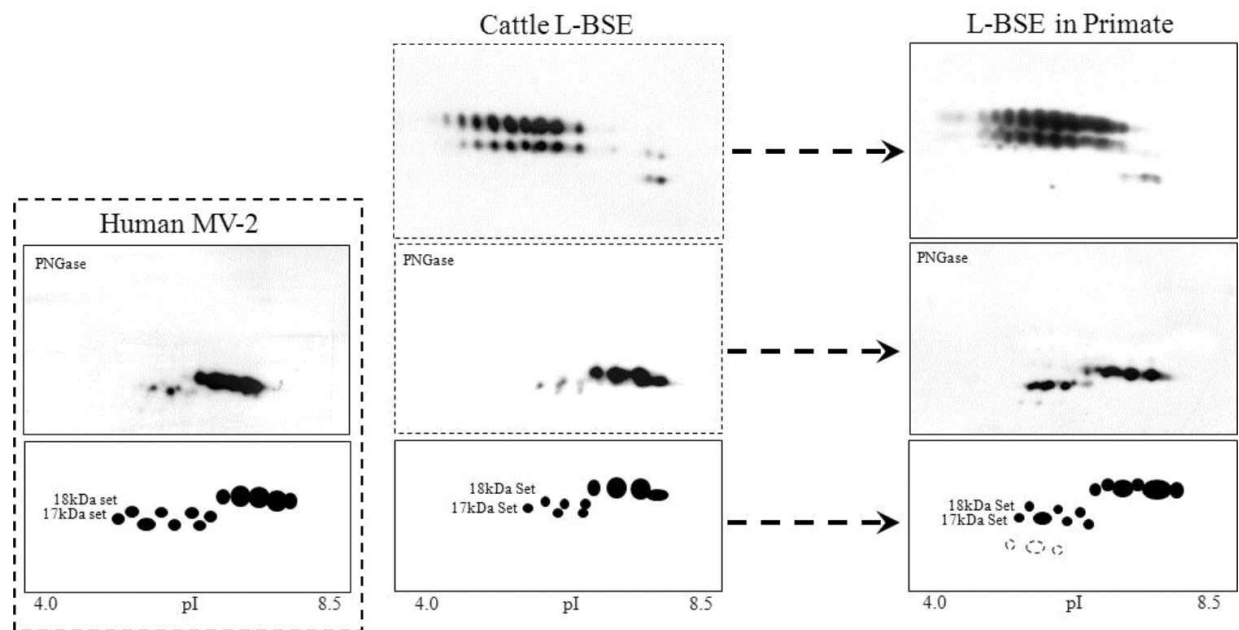 Cattle L-BSE
L-BSE in Primate
Human MV-2
PNGase
PNGase
PNGase
18kDa set
17kDa set
18kDa Set
17kDa Set
18kDa Set
17kDa Set
4.0 pI 8.5
4.0 pI 8.5
4.0 pI 8.5